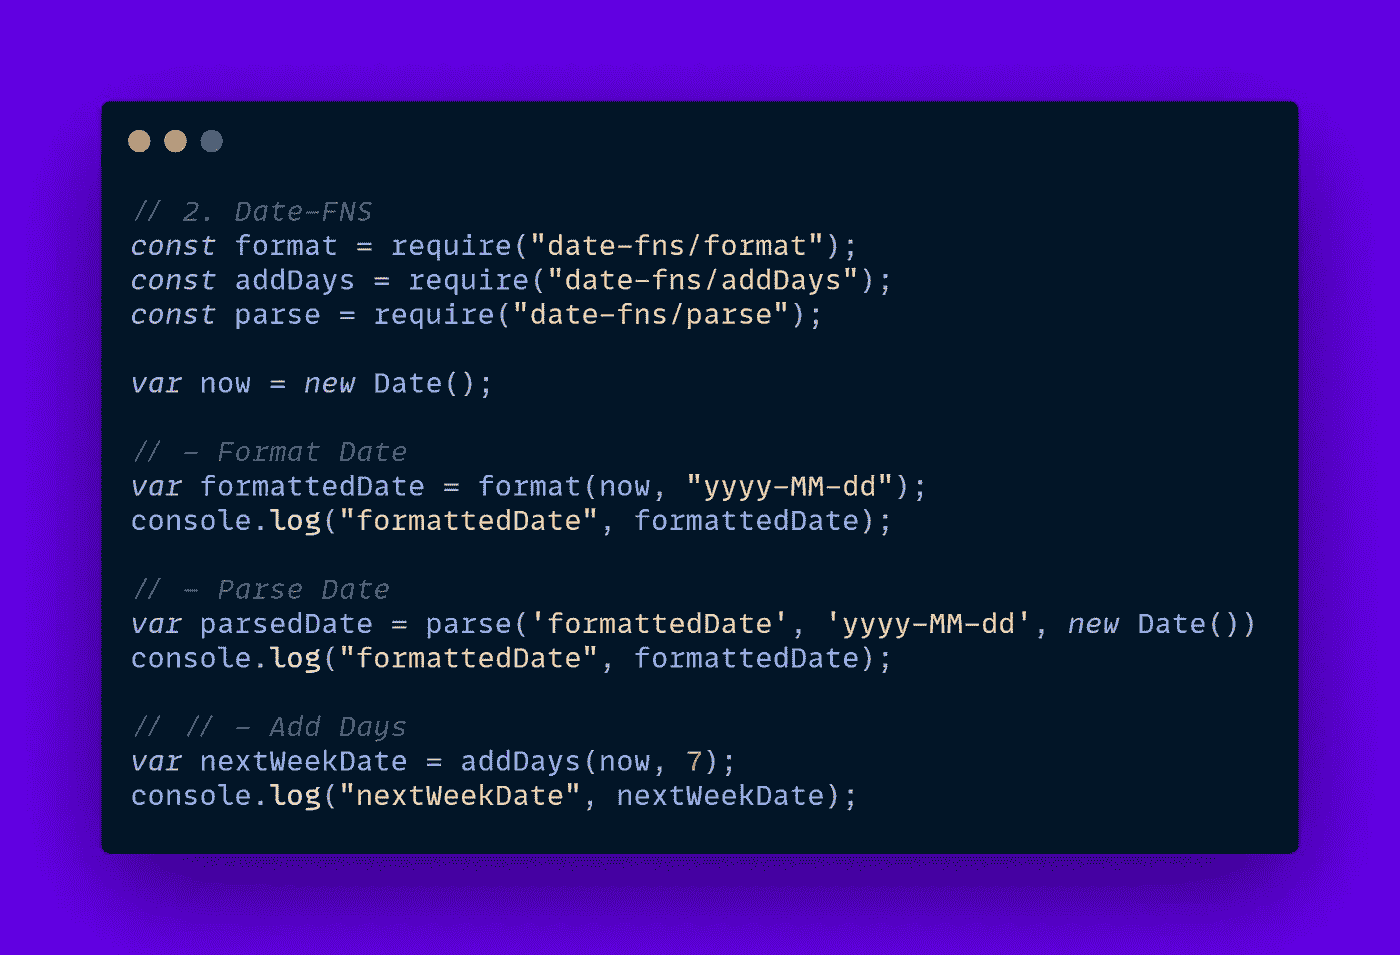 // 2. Date-FNS
const format = require("date-fns/format");
const addDays = require("date-fns/addDays");
const parse = require("date-fns/parse");
var now = new Date();
// - Format Date
var formattedDate = format(now, "yyyy-MM-dd");
console.log("formattedDate", formattedDate);
// - Parse Date
var parsedDate = parse('formattedDate', 'yyyy-MM-dd', new Date())
console.log("formattedDate", formattedDate);
// // - Add Days
var nextWeekDate = addDays(now, 7);
console.log("nextWeekDate", nextWeekDate);